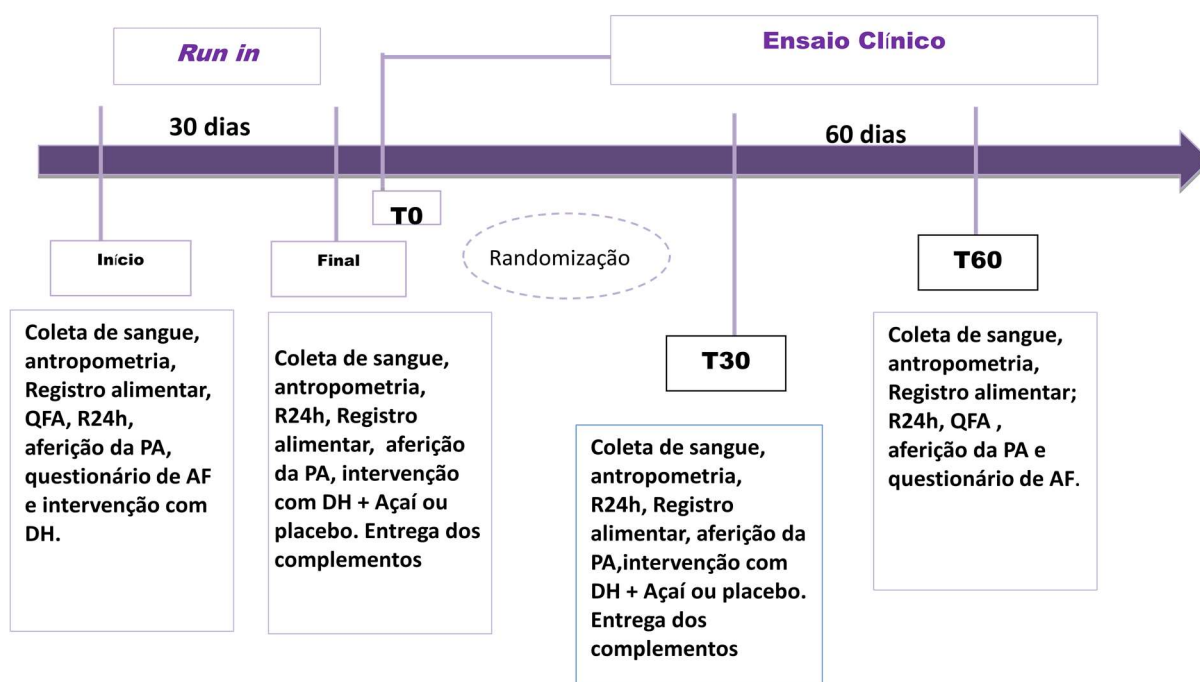 Run in
Ensaio Clínico
30 dias
60 dias
T0
Randomização
Início
Final
T30
T60
Coleta de sangue,
antropometria,
Registro alimentar,
QFA, R24h,
aferição da PA,
questionário de AF
e intervenção com
DH.
Coleta de sangue,
antropometria,
R24h, Registro
alimentar, aferição
da PA, intervenção
com DH + Açaí ou
placebo. Entrega dos
complementos
Coleta de sangue,
antropometria,
R24h, Registro
alimentar, aferição da
PA,intervenção com
DH + Açaí ou placebo.
Entrega dos
complementos
Coleta de sangue,
antropometria,
Registro alimentar;
R24h, QFA ,
aferição da PA e
questionário de AF.